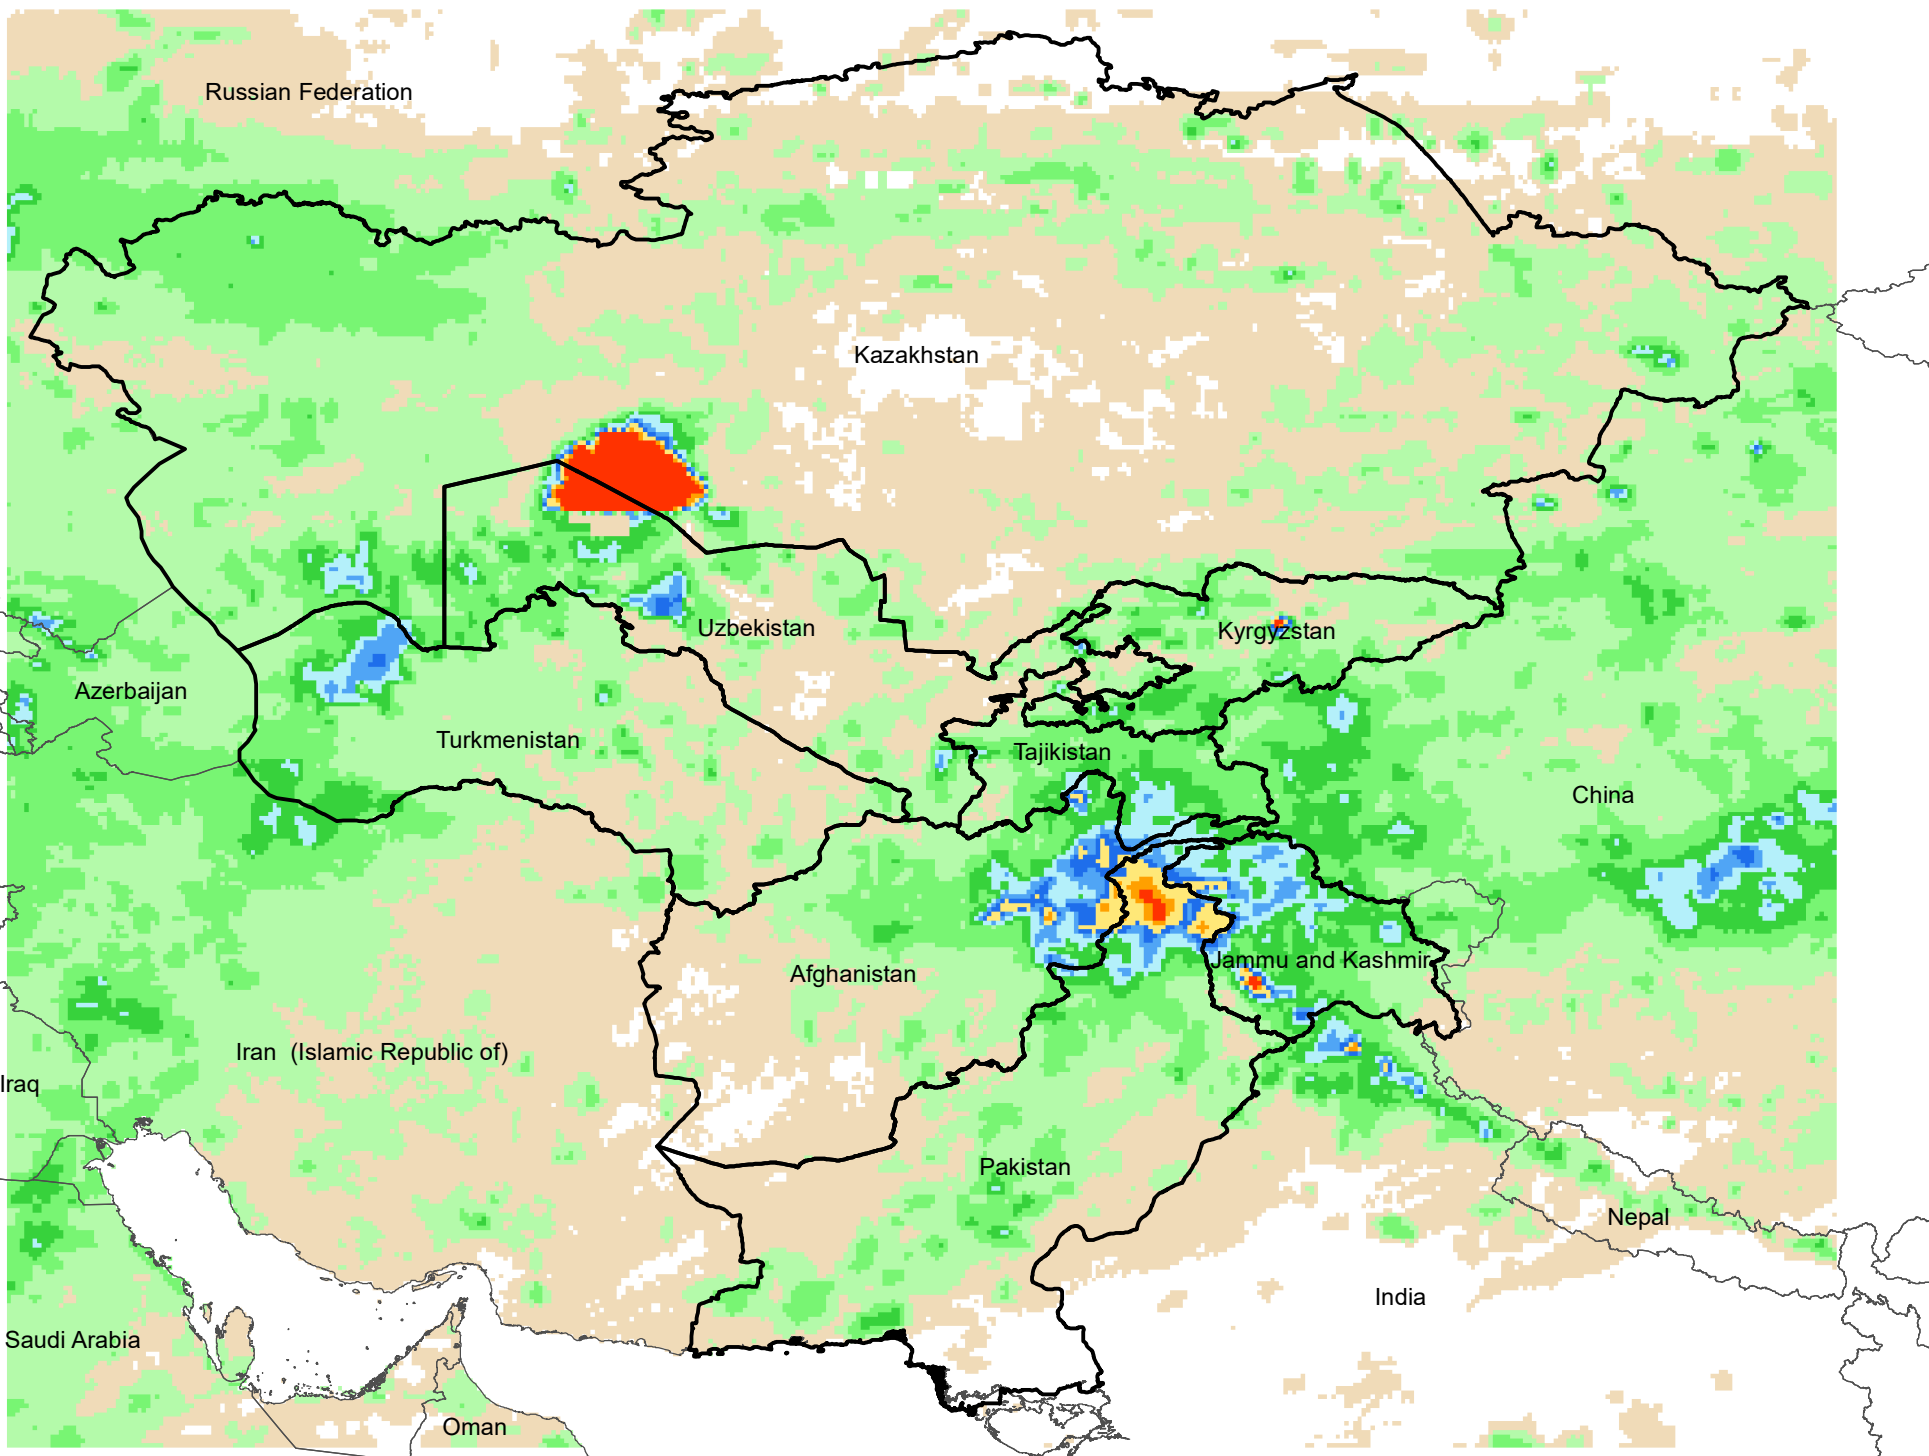 Russian Federation
Kazakhstan
Uzbekistan
Kyrgyzstan
Azerbaijan
Turkmenistan
Tajikistan
China
Afghanistan
Jammu and Kashmir
Iran  (Islamic Republic of)
Iraq
Pakistan
Nepal
India
Saudi Arabia
Oman